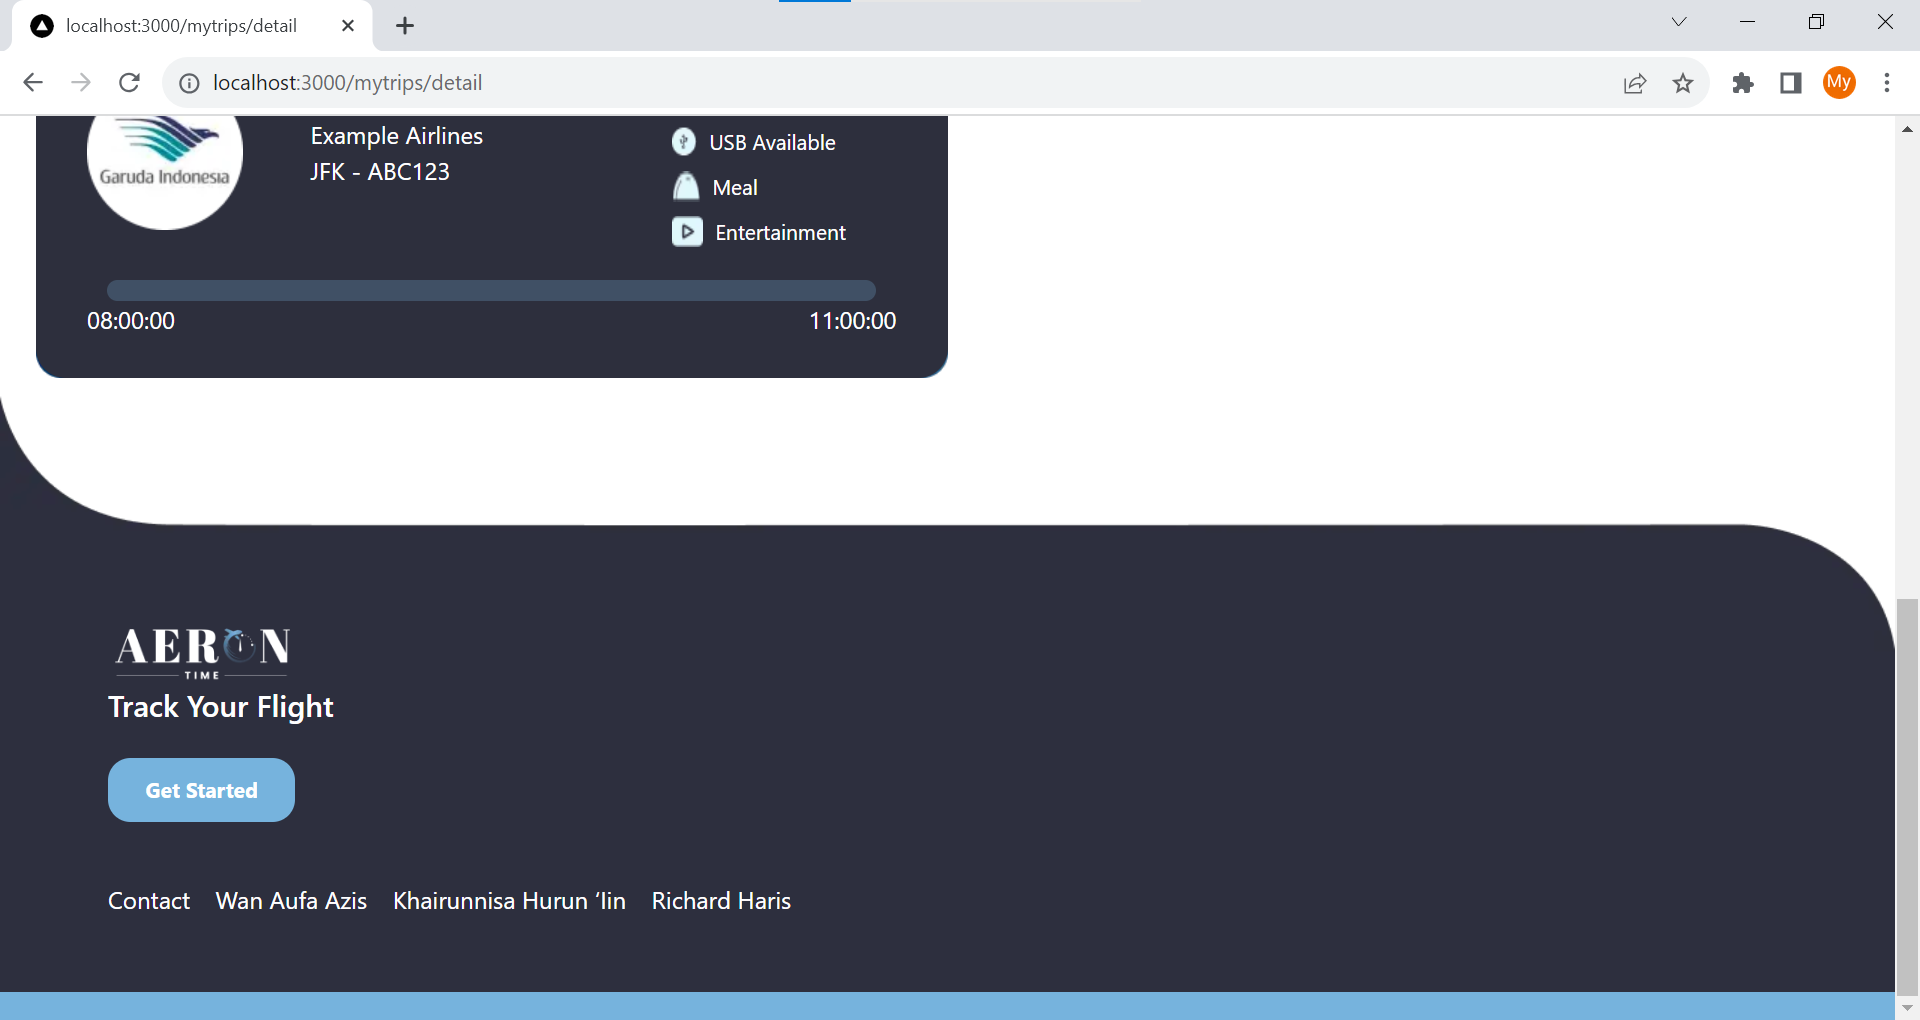 localhost:3000/mytrips/detail
localhost:3000/mytrips/detail
My
Garuda Indonesia
Example Airlines
JFK - ABC123
USB Available
Meal
Entertainment
08:00:00
11:00:00
AERON
TIME
Track Your Flight
Get Started
Contact Wan Aufa Azis Khairunnisa Hurun ‘Iin Richard Haris